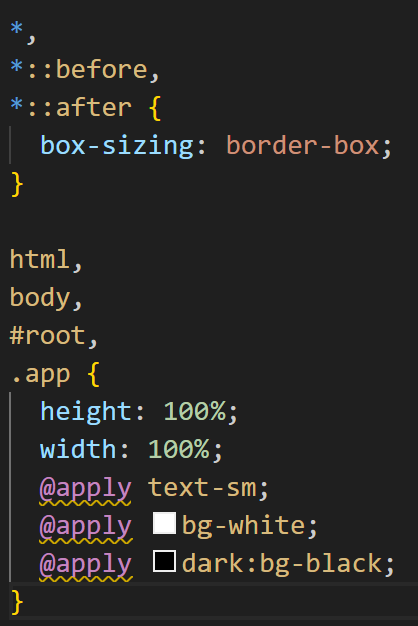 *,
*::before,
*::after {
  box-sizing: border-box;
}

html,
body,
#root,
.app {
  height: 100%;
  width: 100%;
  @apply text-sm;
  @apply bg-white;
  @apply dark:bg-black;
}